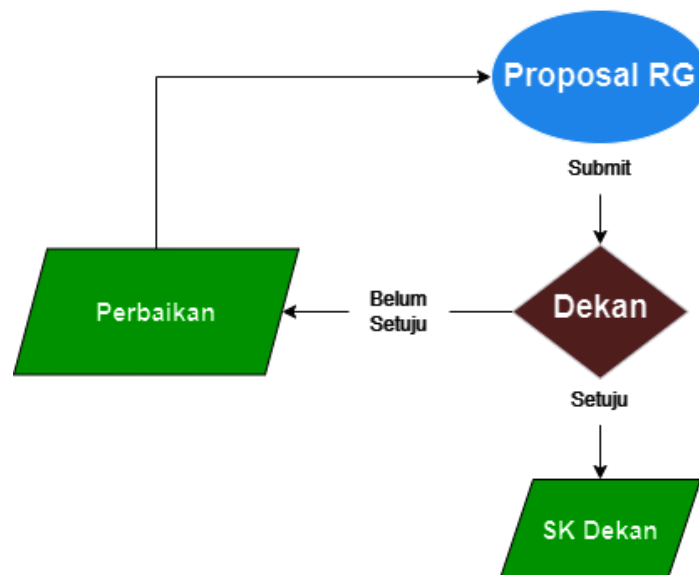 Proposal RG
Submit
Dekan
Belum
Setuju
Perbaikan
Setuju
SK Dekan